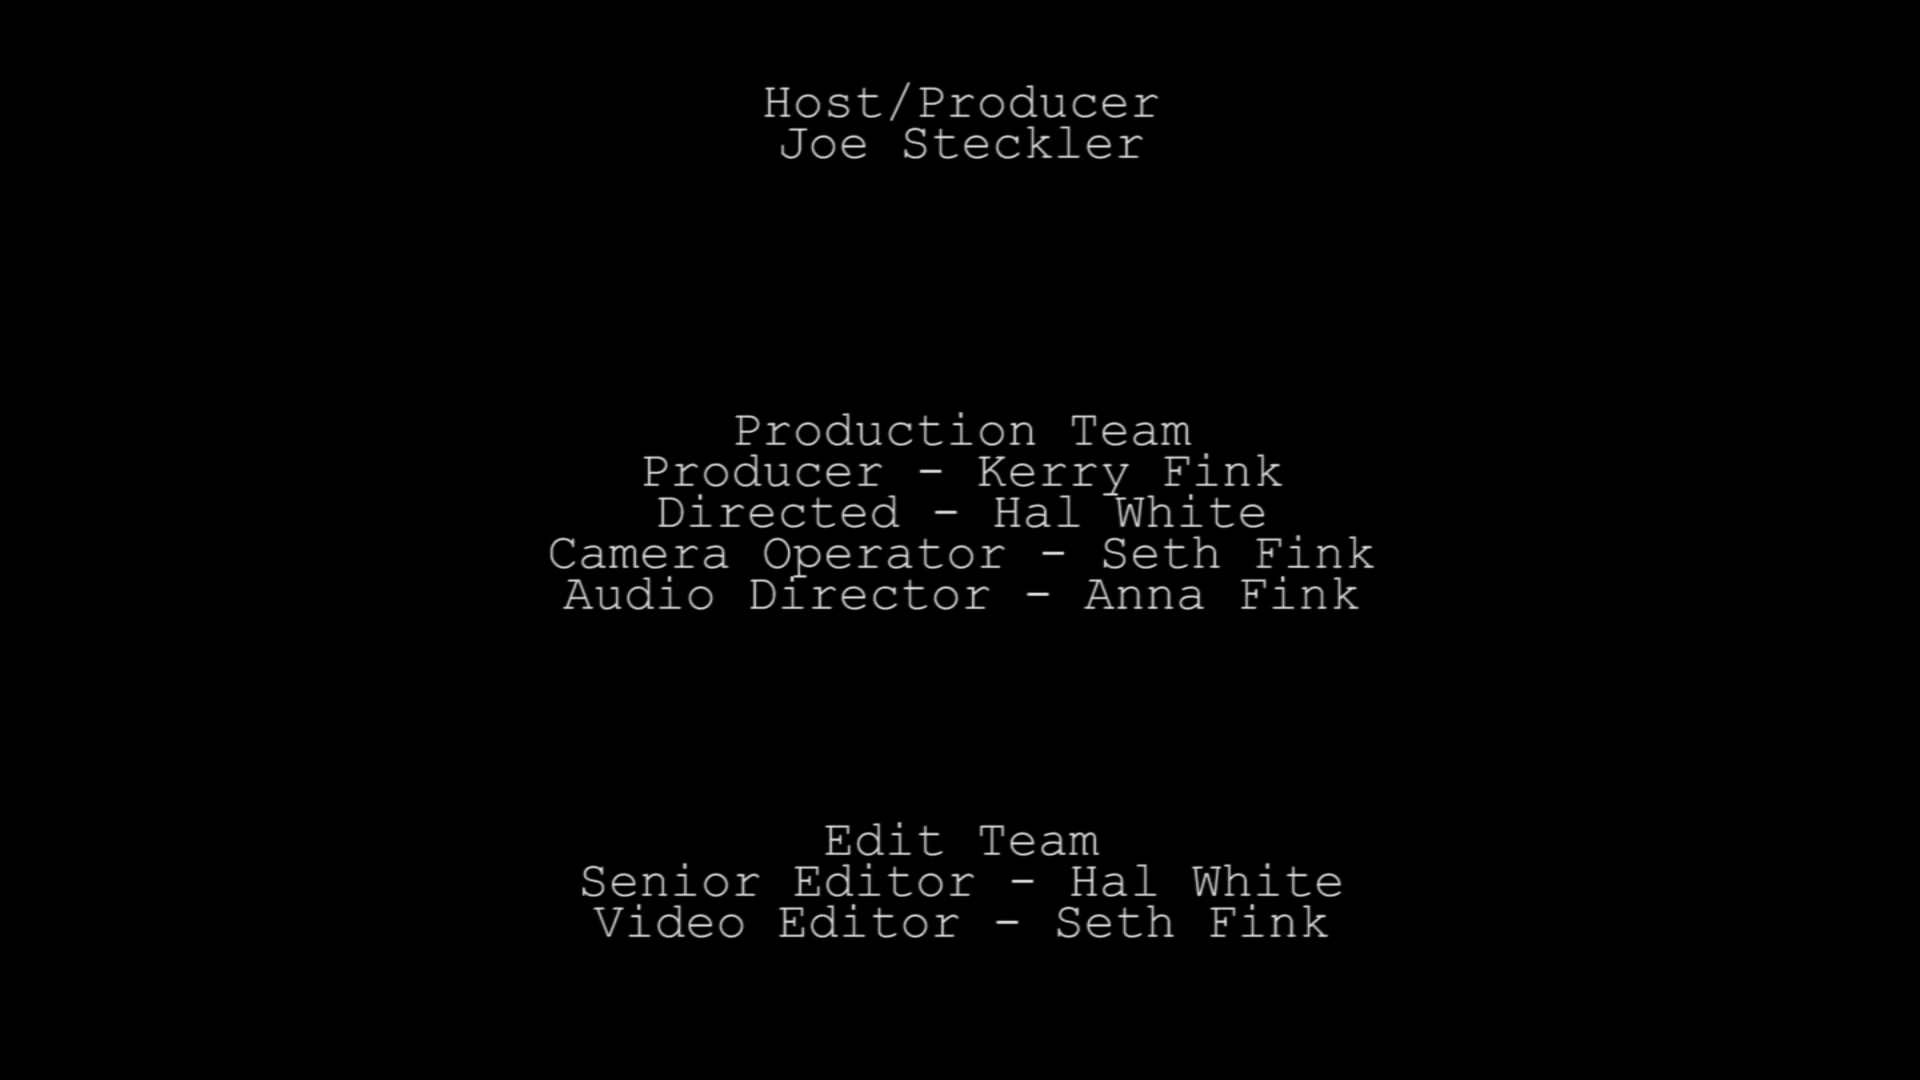 Host/Producer
Joe Steckler
Production Team
Producer - Kerry Fink
Directed - Hal White
Camera Operator - Seth Fink
Audio Director - Anna Fink
Edit Team
Senior Editor - Hal White
Video Editor - Seth Fink